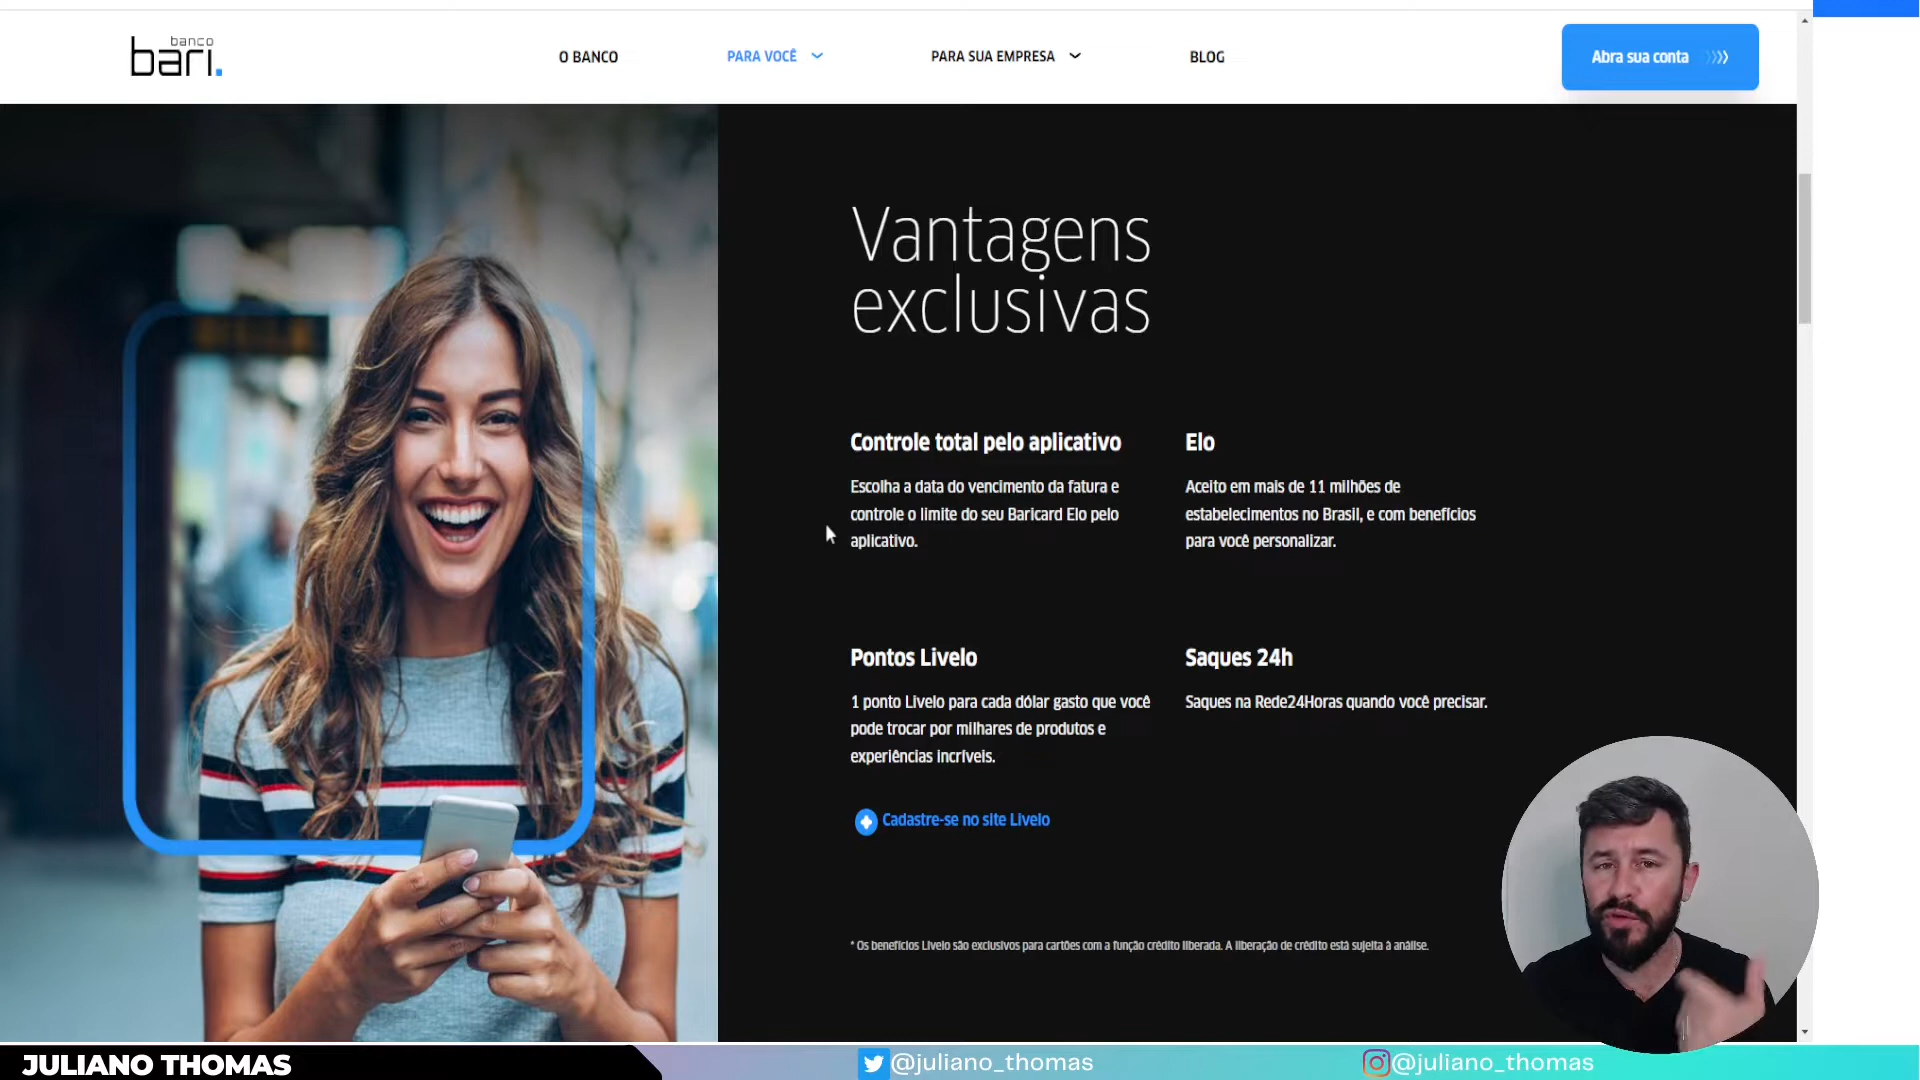 banco
bari.
O BANCO
PARA VOCÊ
PARA SUA EMPRESA
BLOG
Abra sua conta
Vantagens
exclusivas
Controle total pelo aplicativo
Escolha a data do vencimento da fatura e
controle o limite do seu Baricard Elo pelo
aplicativo.
Elo
Aceito em mais de 11 milhões de
estabelecimentos no Brasil, e com benefícios
para você personalizar.
Pontos Livelo
1 ponto Livelo para cada dólar gasto que você
pode trocar por milhares de produtos e
experiências incríveis.
Cadastre-se no site Livelo
Saques 24h
Saques na Rede24Horas quando você precisar.
* Os benefícios Livelo são exclusivos para cartões com a função crédito liberada. A liberação de crédito está sujeita à análise.
JULIANO THOMAS
@juliano_thomas
@juliano_thomas